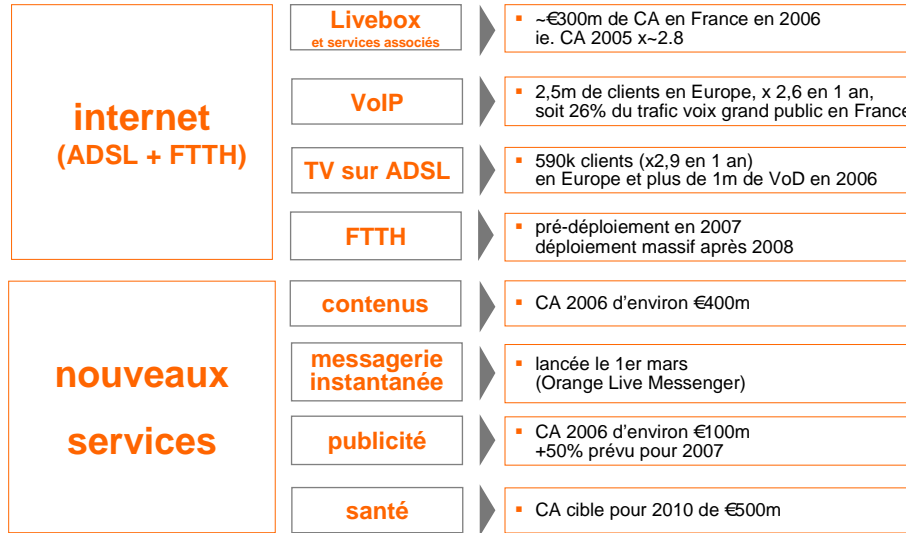 internet
(ADSL + FTTH)
Livebox
et services associés
▪ ~€300m de CA en France en 2006
ie. CA 2005 x~2.8
VoIP
▪ 2,5m de clients en Europe, x 2,6 en 1 an,
soit 26% du trafic voix grand public en France
TV sur ADSL
▪ 590k clients (x2,9 en 1 an)
en Europe et plus de 1m de VoD en 2006
FTTH
▪ pré-déploiement en 2007
déploiement massif après 2008
nouveaux
services
contenus
▪ CA 2006 d'environ €400m
messagerie
instantanée
▪ lancée le 1er mars
(Orange Live Messenger)
publicité
▪ CA 2006 d'environ €100m
+50% prévu pour 2007
santé
▪ CA cible pour 2010 de €500m